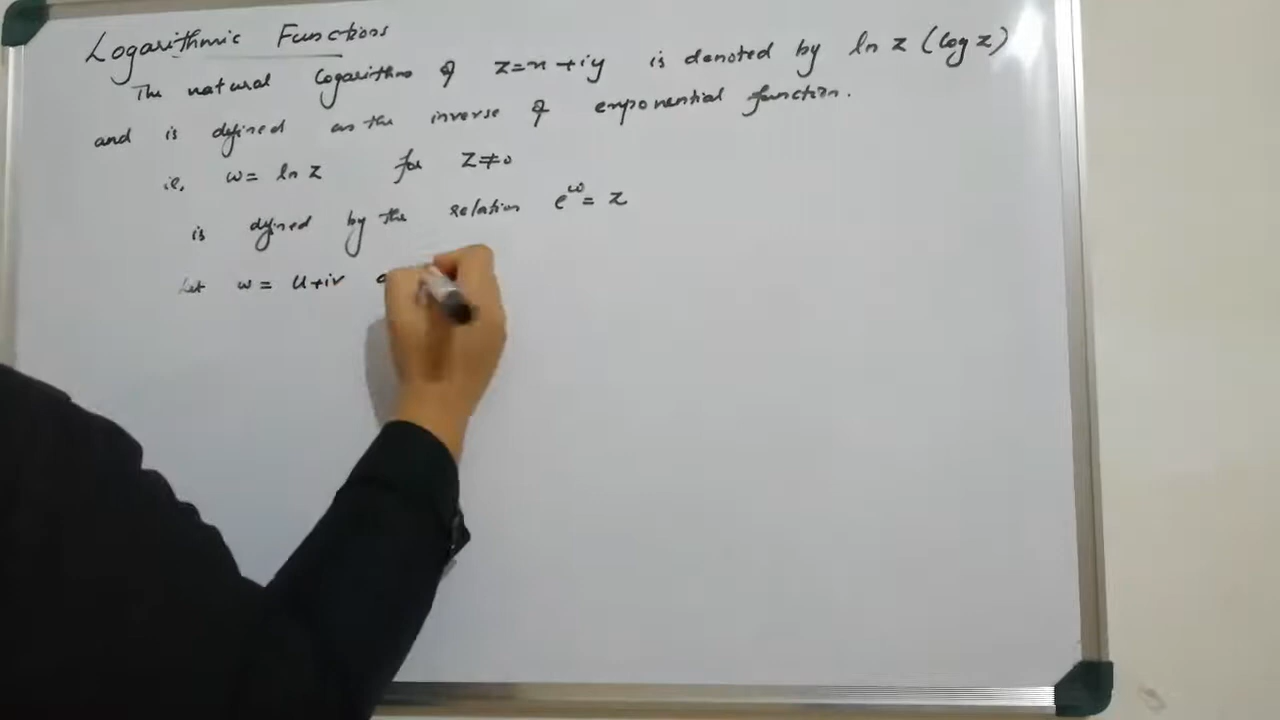 Logarithmic Functions
The natural logarithm of z=x+iy is denoted by ln z (log z)
and is defined as the inverse of exponential function.
ie, w= ln z for z≠0
is defined by the relation e^w = z
Let w = u+iv